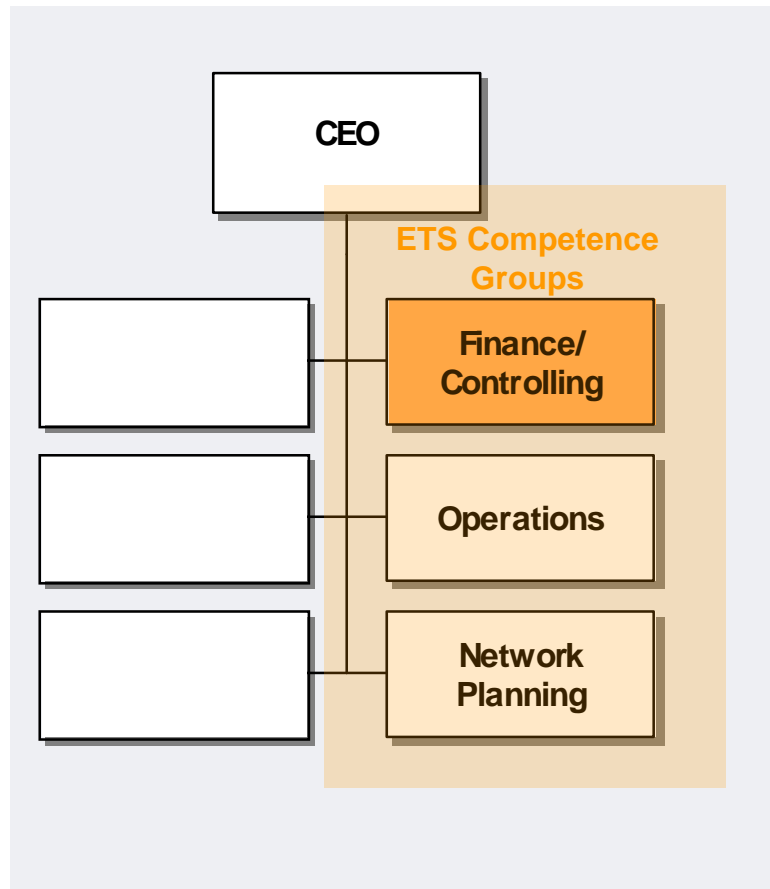 CEO
ETS Competence
Groups
Finance/
Controlling
Operations
Network
Planning